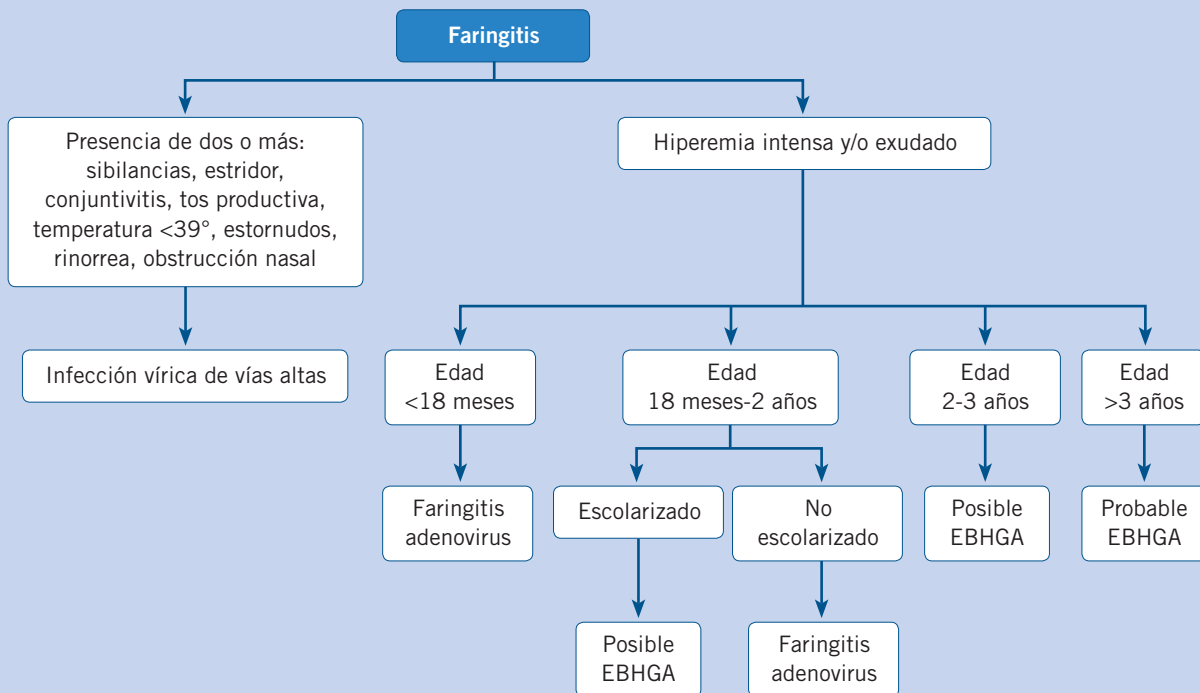 Faringitis
Presencia de dos o más:
sibilancias, estridor,
conjuntivitis, tos productiva,
temperatura <39°, estornudos,
rinorrea, obstrucción nasal
Hiperemia intensa y/o exudado
Infección vírica de vías altas
Edad
<18 meses
Edad
18 meses-2 años
Edad
2-3 años
Edad
>3 años
Faringitis
adenovirus
Escolarizado
No
escolarizado
Posible
EBHGA
Probable
EBHGA
Posible
EBHGA
Faringitis
adenovirus